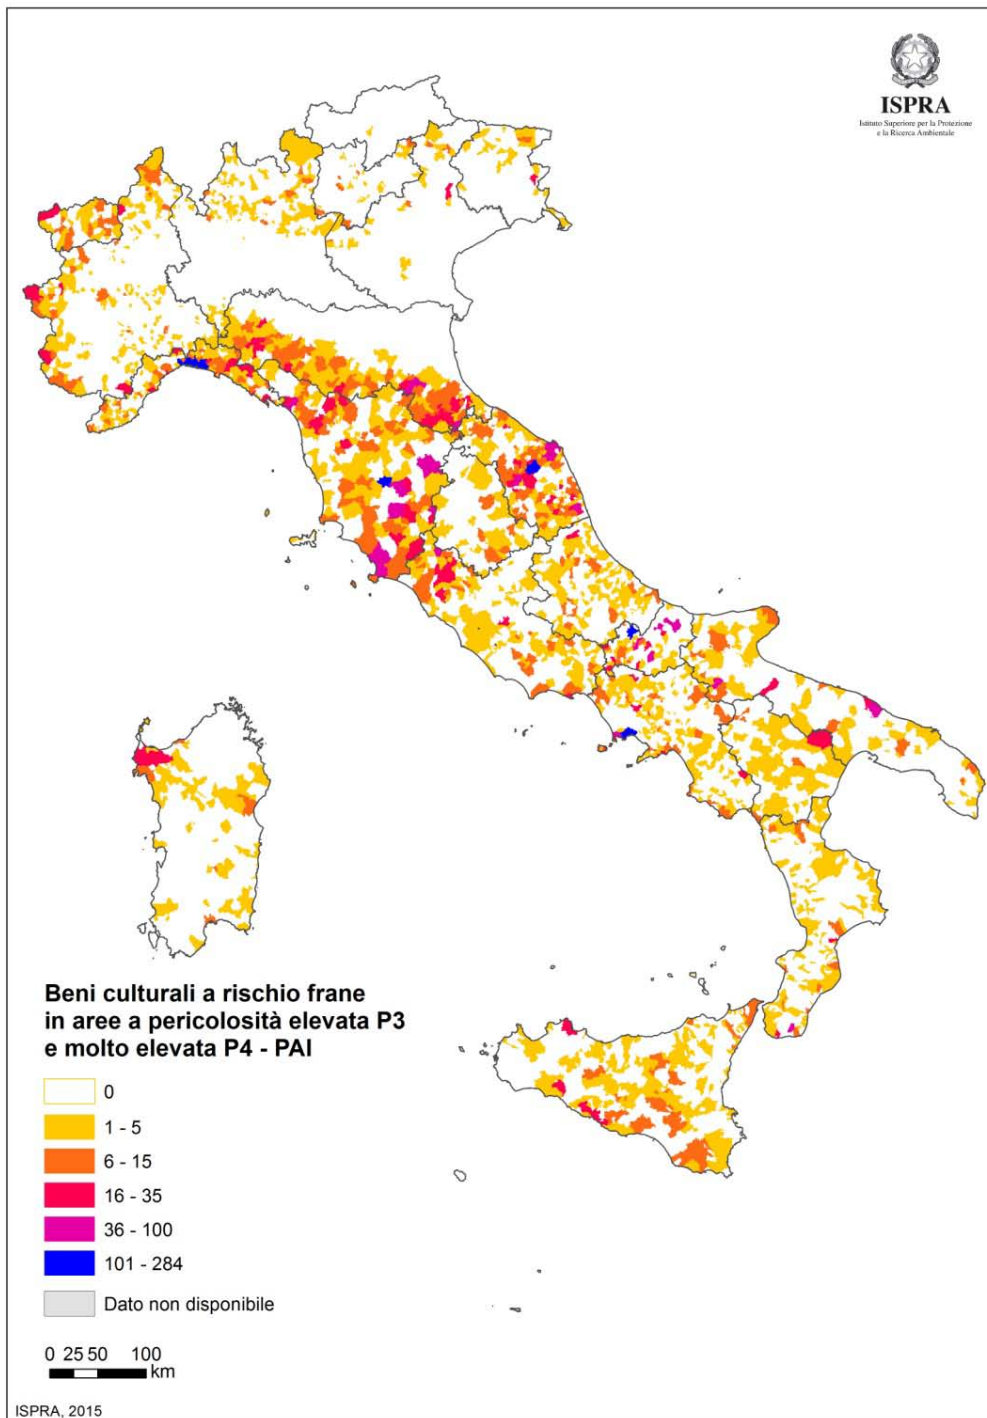 ISPRA
Istituto Superiore per la Protezione
e la Ricerca Ambientale
Beni culturali a rischio frane
in aree a pericolosità elevata P3
e molto elevata P4 - PAI
0
1 - 5
6 - 15
16 - 35
36 - 100
101 - 284
Dato non disponibile
0 25 50 100
km
ISPRA, 2015